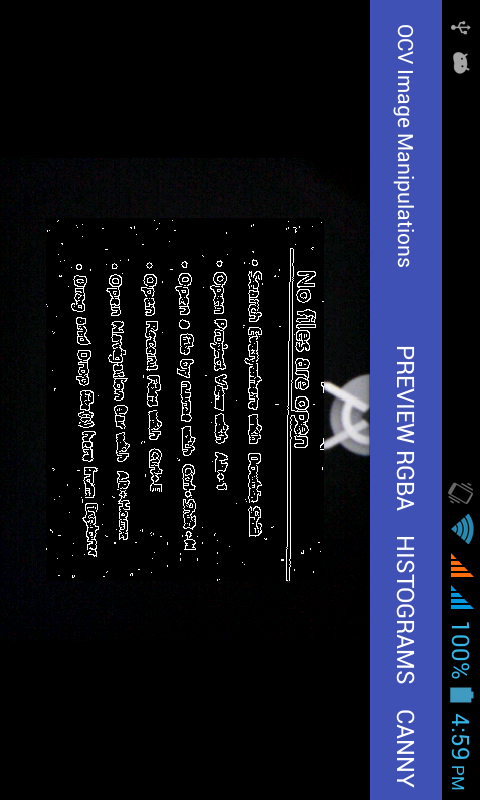 100% 4:59 PM
OCV Image Manipulations PREVIEW RGBA HISTOGRAMS CANNY
No files are open
• Search Everywhere with Double Shift
• Open Project View with Alt+1
• Open a file by name with Ctrl+Shift+N
• Open Recent Files with Ctrl+E
• Open Navigation Bar with Alt+Home
• Drag and Drop file(s) here from Explorer